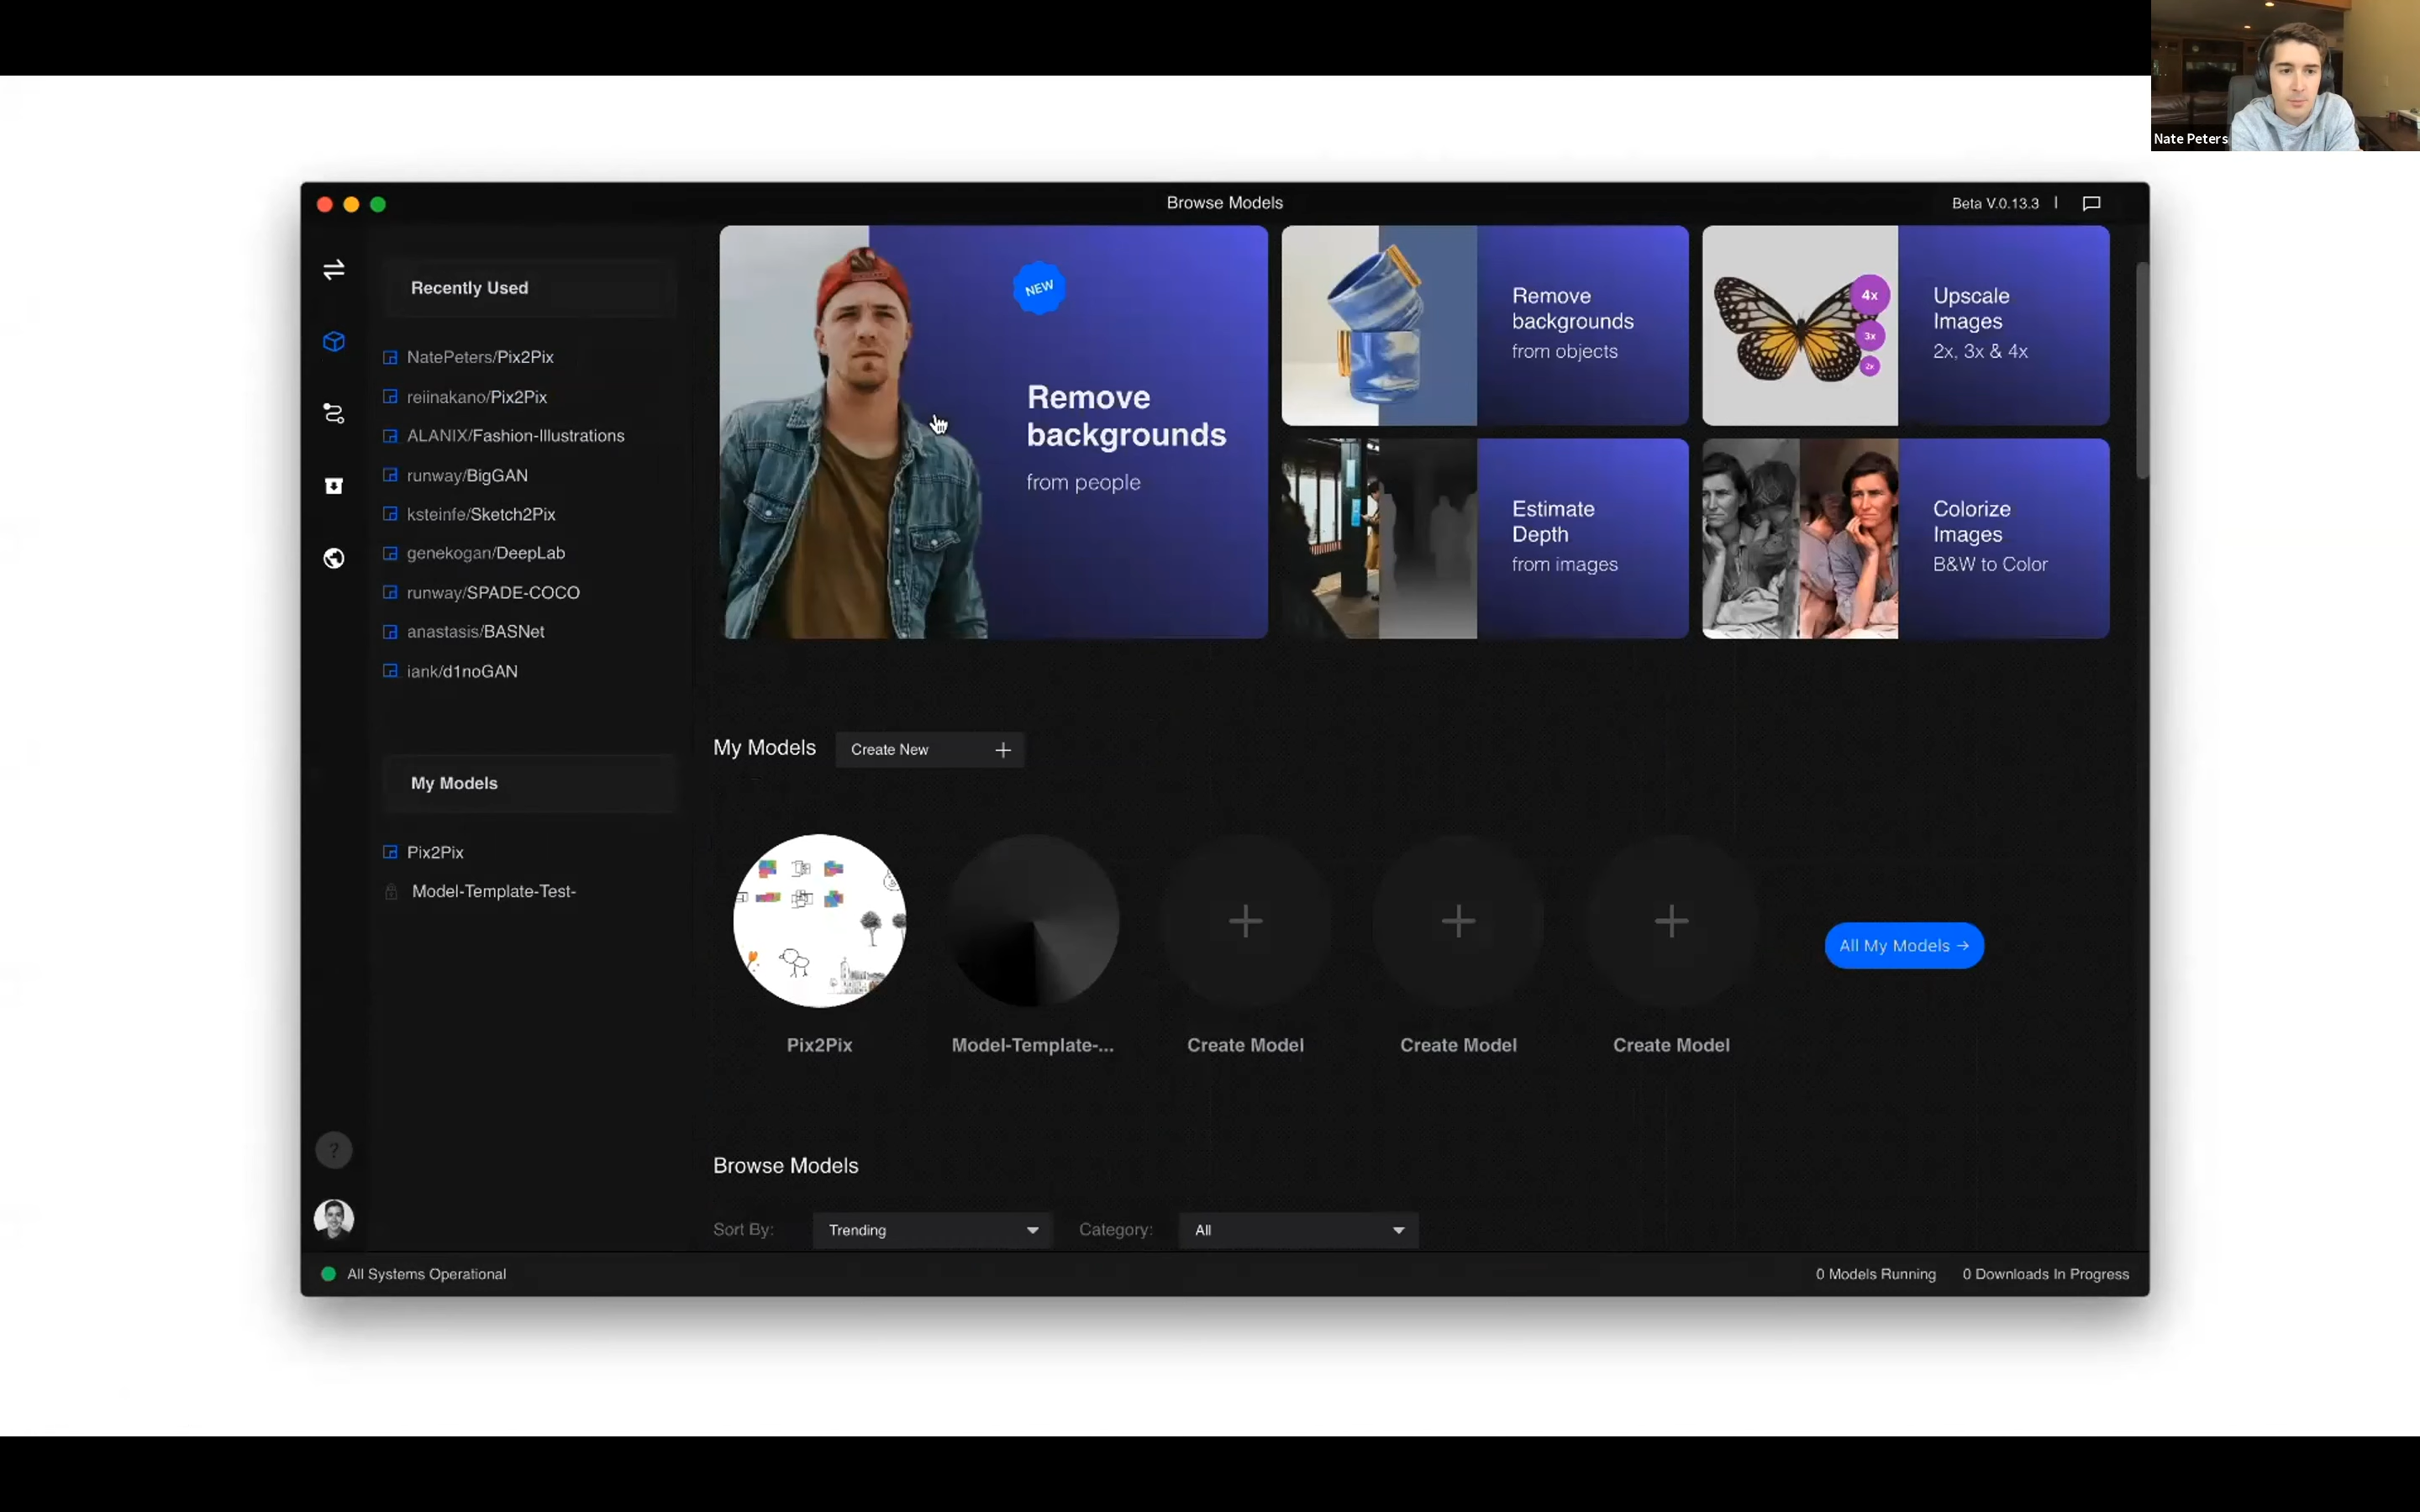 Nate Peters
Browse Models
Beta V.0.13.3
Recently Used
NatePeters/Pix2Pix
reiinakano/Pix2Pix
ALANIX/Fashion-Illustrations
runway/BigGAN
ksteinfe/Sketch2Pix
genekogan/DeepLab
runway/SPADE-COCO
anastasis/BASNet
iank/d1noGAN
My Models
Pix2Pix
Model-Template-Test-
NEW
Remove
backgrounds
from people
Remove
backgrounds
from objects
4x
3x
2x
Upscale
Images
2x, 3x & 4x
Estimate
Depth
from images
Colorize
Images
B&W to Color
My Models
Create New +
Pix2Pix
Model-Template-...
Create Model
Create Model
Create Model
All My Models →
Browse Models
Sort By: Trending
Category: All
?
All Systems Operational
0 Models Running
0 Downloads In Progress